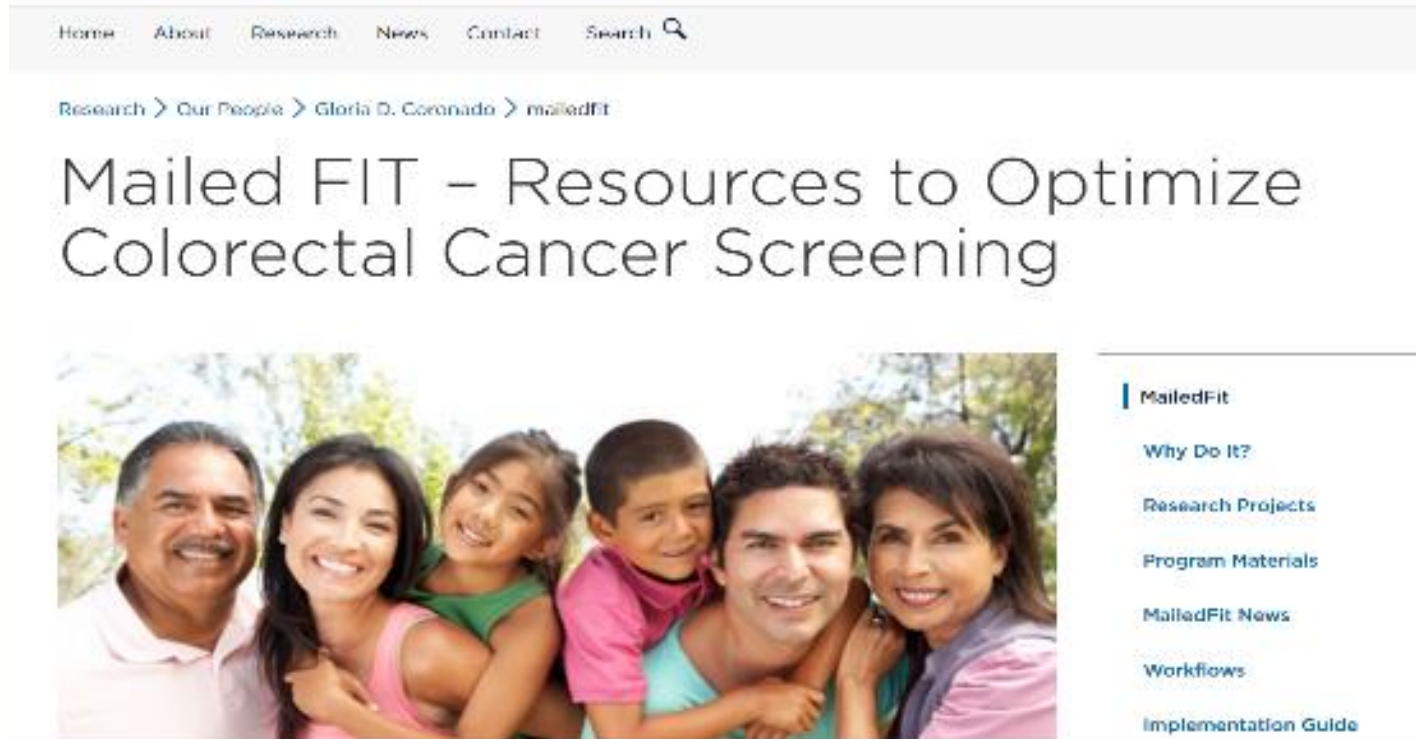 Home About Research News Contact Search
Research > Our People > Gloria D. Coronado > mailedfit
Mailed FIT – Resources to Optimize
Colorectal Cancer Screening
MailedFit
Why Do It?
Research Projects
Program Materials
MailedFit News
Workflows
Implementation Guide